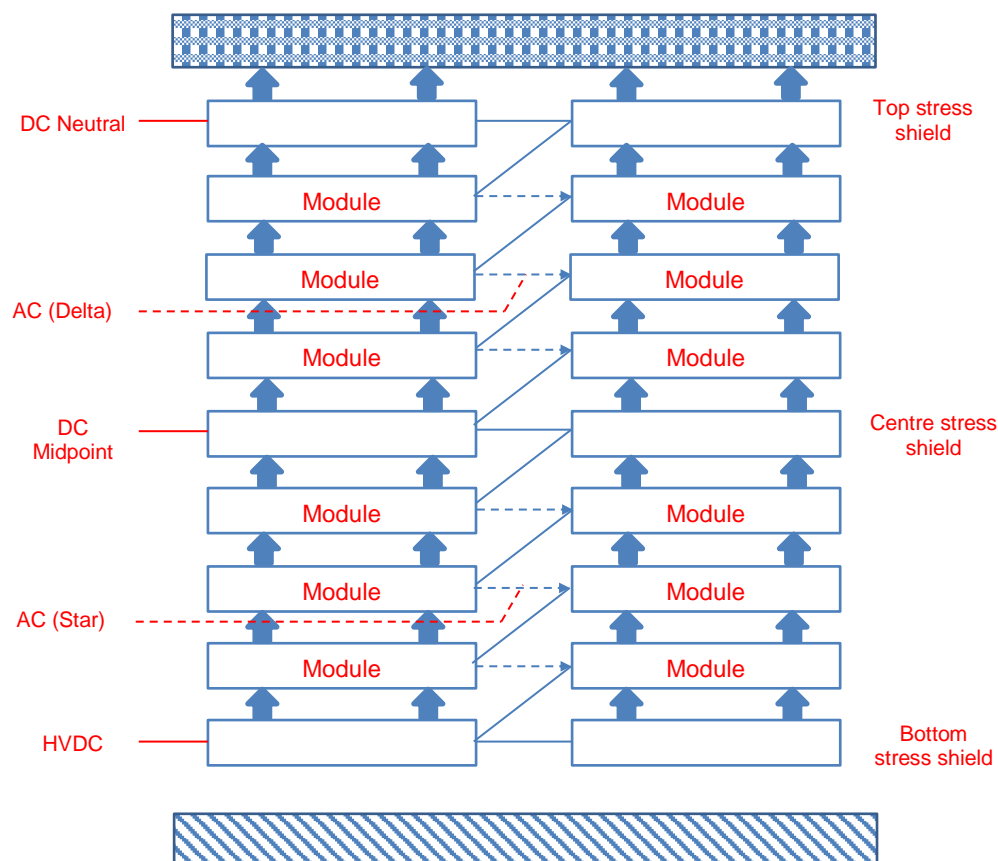 DC Neutral
Top stress
shield
Module
Module
Module
Module
AC (Delta)
Module
Module
DC
Midpoint
Centre stress
shield
Module
Module
Module
Module
AC (Star)
Module
Module
HVDC
Bottom
stress shield